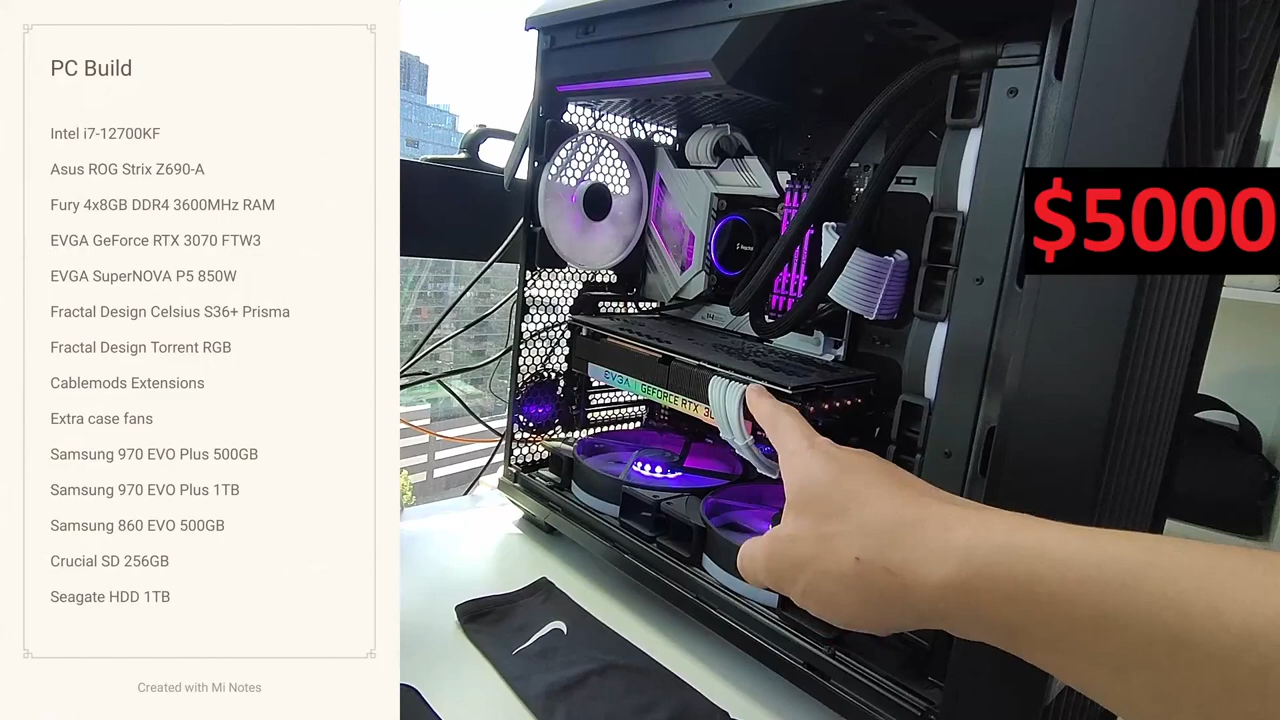 PC Build
Intel i7-12700KF
Asus ROG Strix Z690-A
Fury 4x8GB DDR4 3600MHz RAM
EVGA GeForce RTX 3070 FTW3
EVGA SuperNOVA P5 850W
Fractal Design Celsius S36+ Prisma
Fractal Design Torrent RGB
Cablemods Extensions
Extra case fans
Samsung 970 EVO Plus 500GB
Samsung 970 EVO Plus 1TB
Samsung 860 EVO 500GB
Crucial SD 256GB
Seagate HDD 1TB
Created with Mi Notes
$5000
Fractal
EVGA | GEFORCE RTX 30